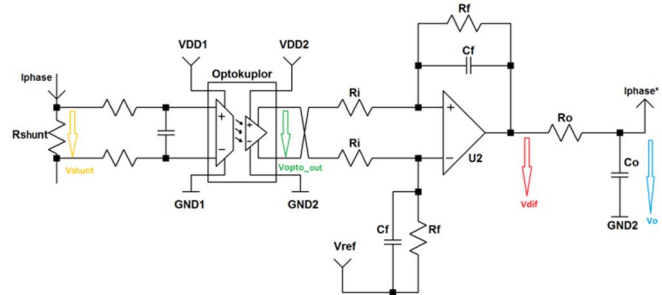 Rf
VDD1
VDD2
Cf
Iphase
Optokuplor
Ri
Iphase*
+
+
+
Ro
Rshunt
Ri
U2
−
−
−
Co
Vshunt
Vopto_out
GND1
GND2
Vdif
GND2
Vo
Cf
Rf
Vref